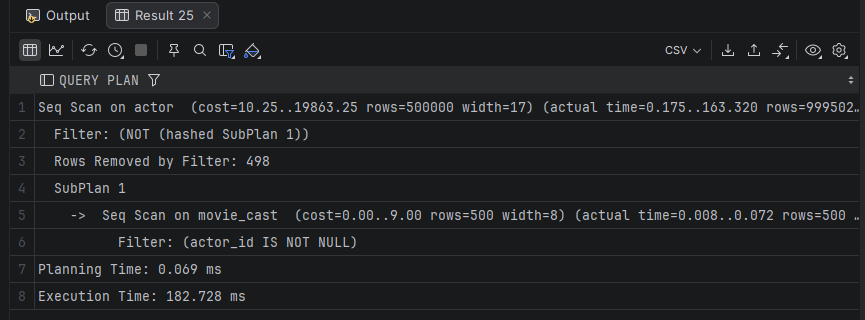 Output
Result 25
CSV
QUERY PLAN
1 Seq Scan on actor  (cost=10.25..19863.25 rows=500000 width=17) (actual time=0.175..163.320 rows=999502…
2 Filter: (NOT (hashed SubPlan 1))
3 Rows Removed by Filter: 498
4 SubPlan 1
5 ->  Seq Scan on movie_cast  (cost=0.00..9.00 rows=500 width=8) (actual time=0.008..0.072 rows=500 …
6 Filter: (actor_id IS NOT NULL)
7 Planning Time: 0.069 ms
8 Execution Time: 182.728 ms